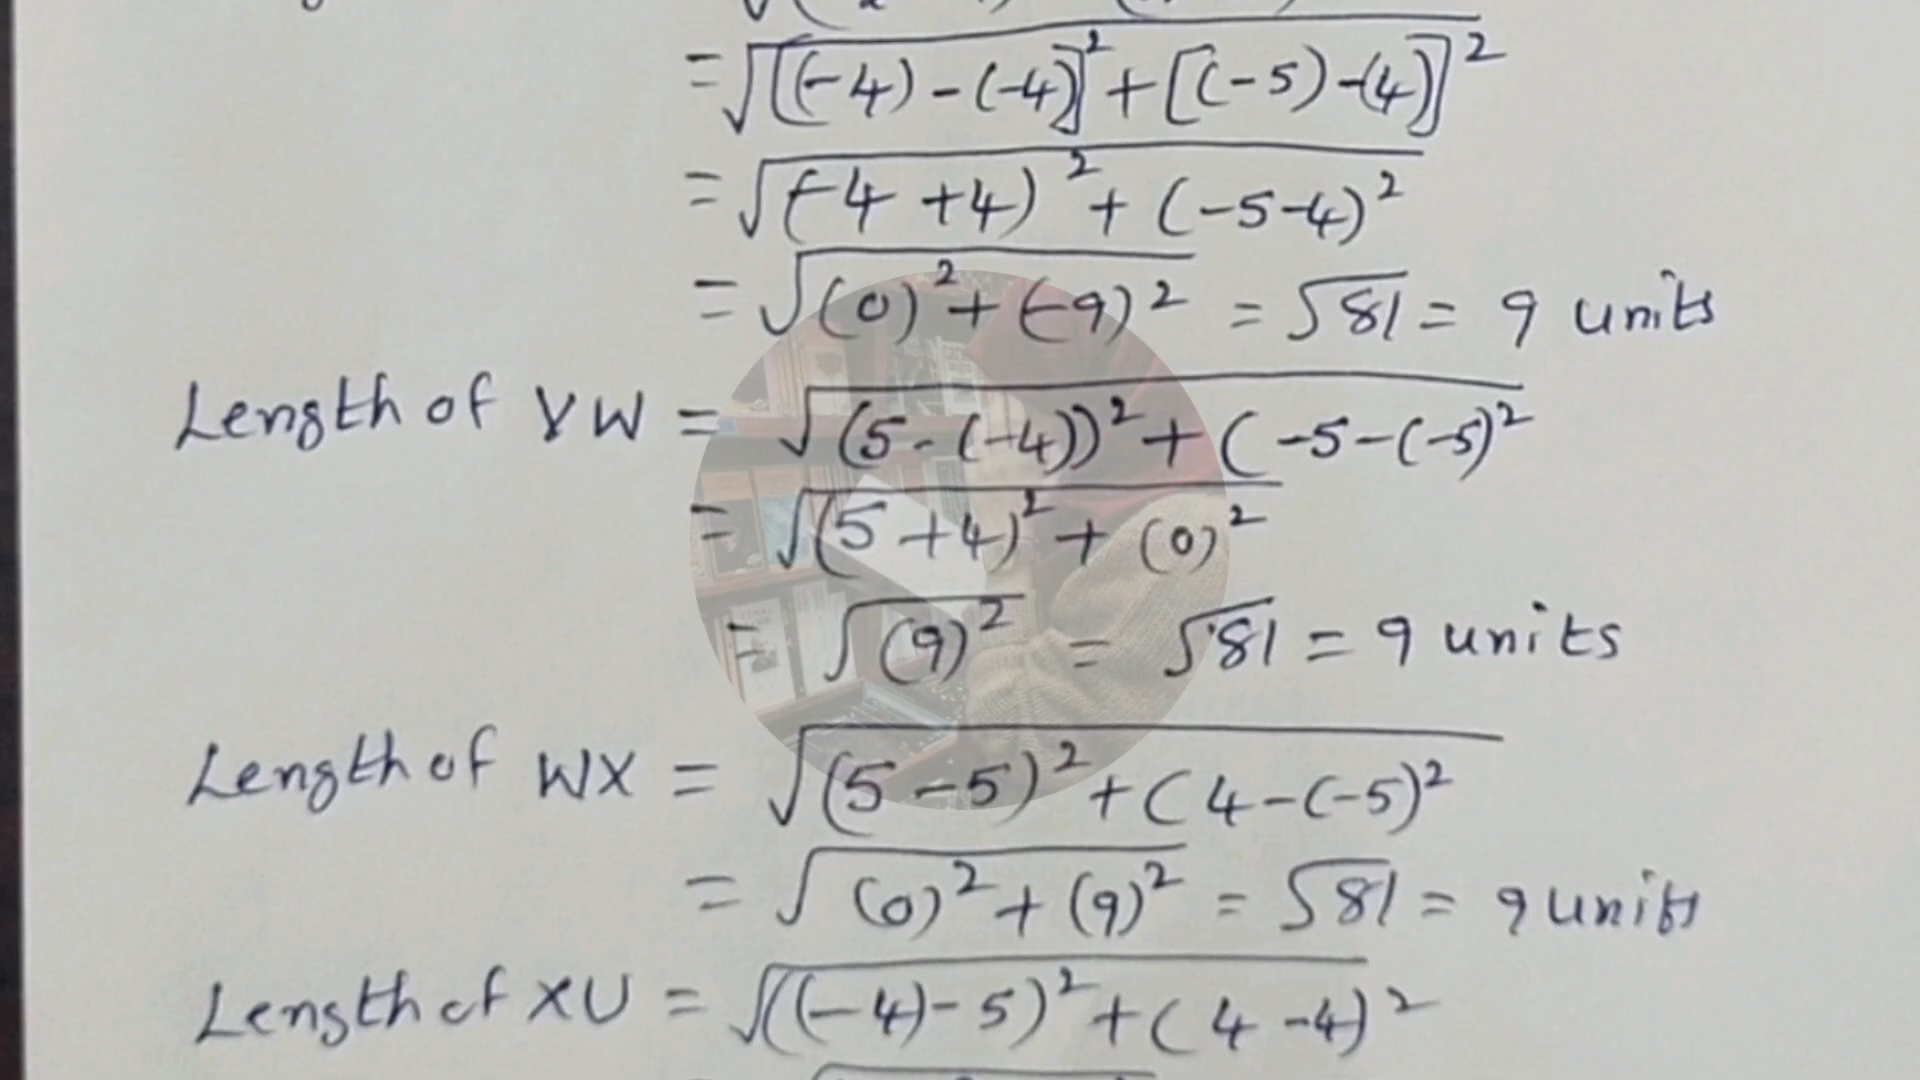 = √[(-4) - (-4)]² + [(-5) - (4)]²
= √(-4 + 4)² + (-5-4)²
= √(0)² + (-9)² = √81 = 9 units
Length of VW = √(5-(-4))² + (-5-(-5)²
= √(5+4)² + (0)²
= √(9)² = √81 = 9 units
Length of WX = √(5-5)² + (4-(-5)²
= √(0)² + (9)² = √81 = 9 units
Length of XU = √((-4)-5)² + (4-4)²